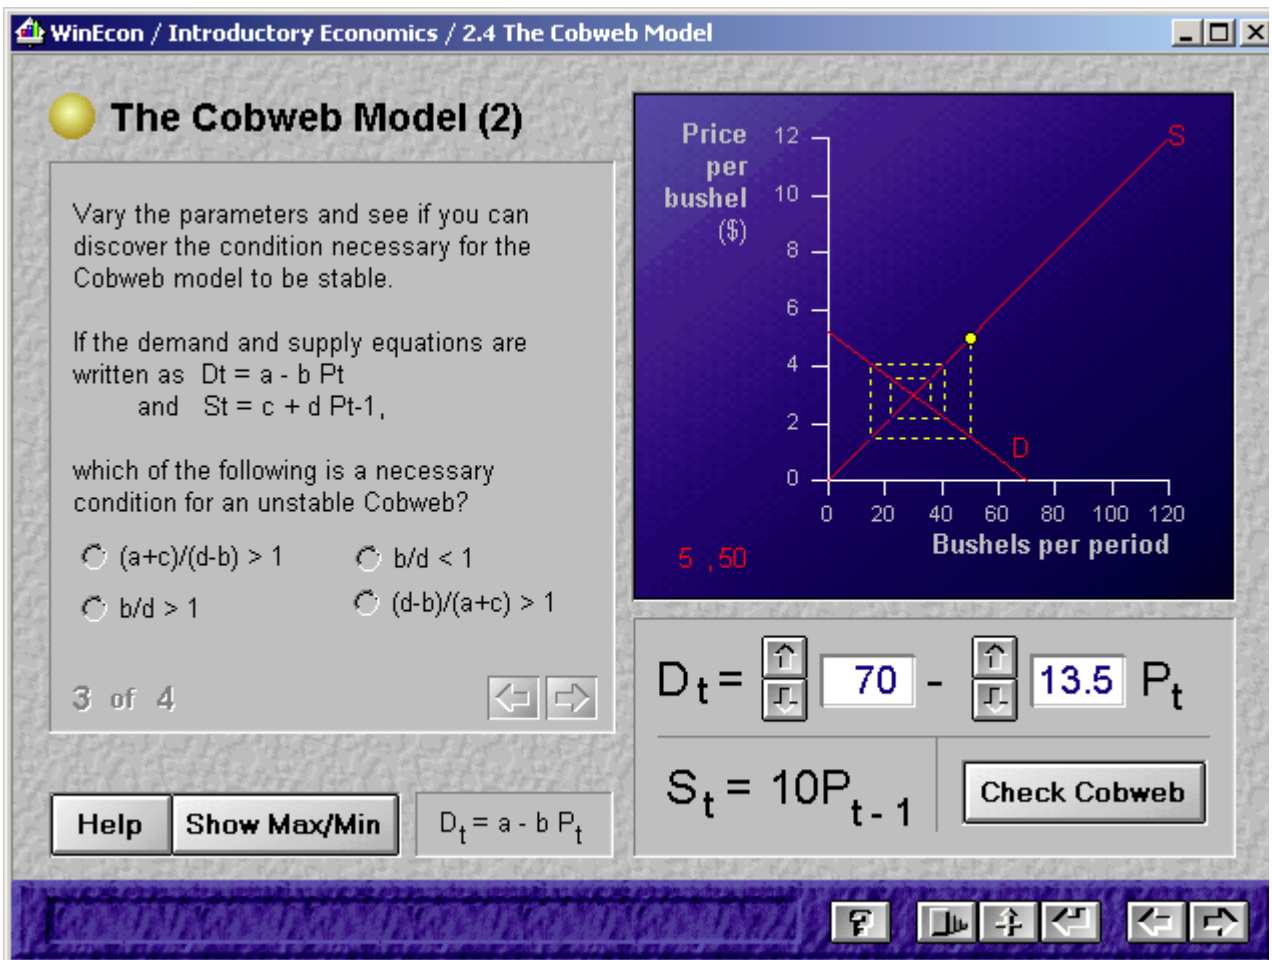 WinEcon / Introductory Economics / 2.4 The Cobweb Model
The Cobweb Model (2)
Vary the parameters and see if you can
discover the condition necessary for the
Cobweb model to be stable.
If the demand and supply equations are
written as Dt = a - b Pt
and St = c + d Pt-1,
which of the following is a necessary
condition for an unstable Cobweb?
(a+c)/(d-b) > 1
b/d < 1
b/d > 1
(d-b)/(a+c) > 1
3 of 4
Help
Show Max/Min
Dt = a - b Pt
Price
per
bushel
($)
12
10
8
6
4
2
0
S
D
0 20 40 60 80 100 120
Bushels per period
5 ,50
Dt = 70 - 13.5 Pt
St = 10Pt - 1
Check Cobweb